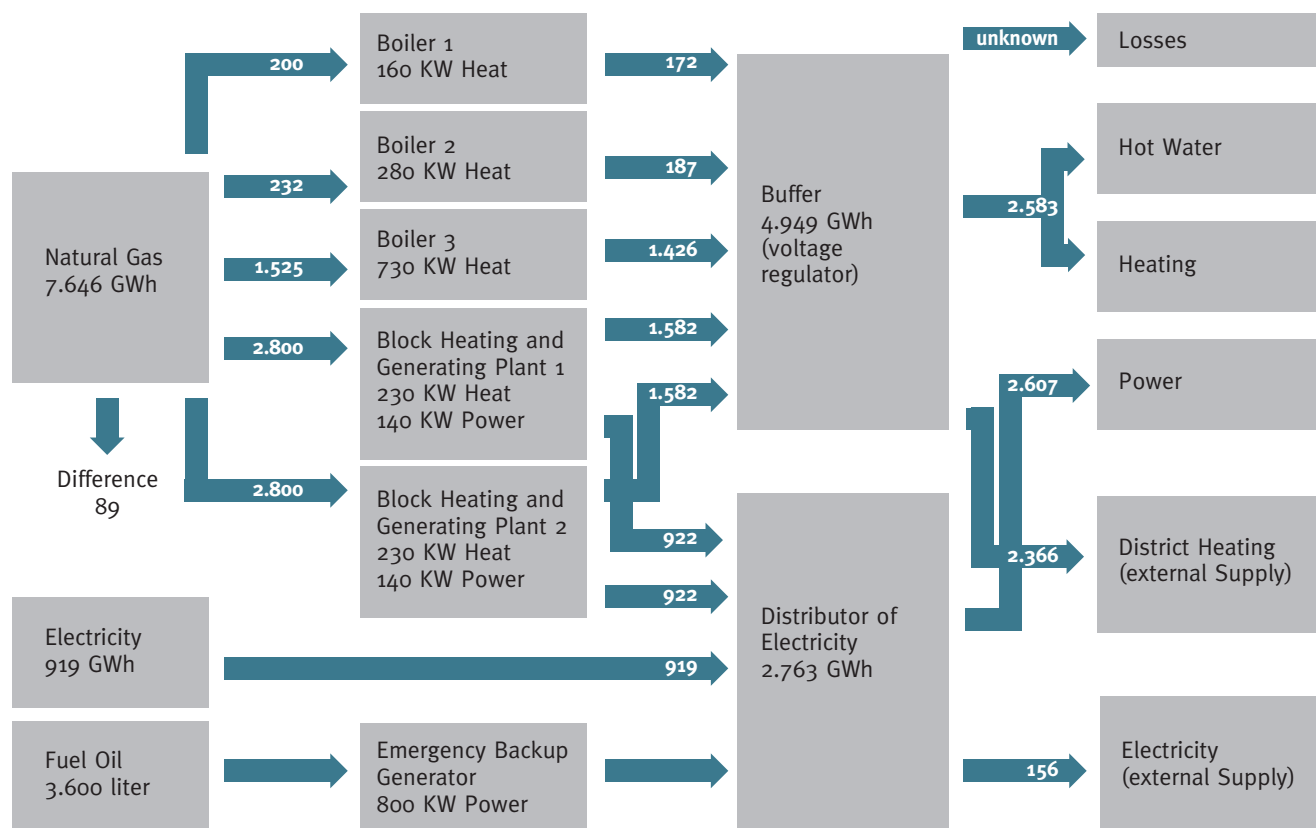 Natural Gas
7.646 GWh
Difference
89
Electricity
919 GWh
Fuel Oil
3.600 liter
200
232
1.525
2.800
2.800
Boiler 1
160 KW Heat
Boiler 2
280 KW Heat
Boiler 3
730 KW Heat
Block Heating and
Generating Plant 1
230 KW Heat
140 KW Power
Block Heating and
Generating Plant 2
230 KW Heat
140 KW Power
Emergency Backup
Generator
800 KW Power
172
187
1.426
1.582
1.582
922
922
919
Buffer
4.949 GWh
(voltage
regulator)
Distributor of
Electricity
2.763 GWh
unknown
2.583
2.607
2.366
156
Losses
Hot Water
Heating
Power
District Heating
(external Supply)
Electricity
(external Supply)